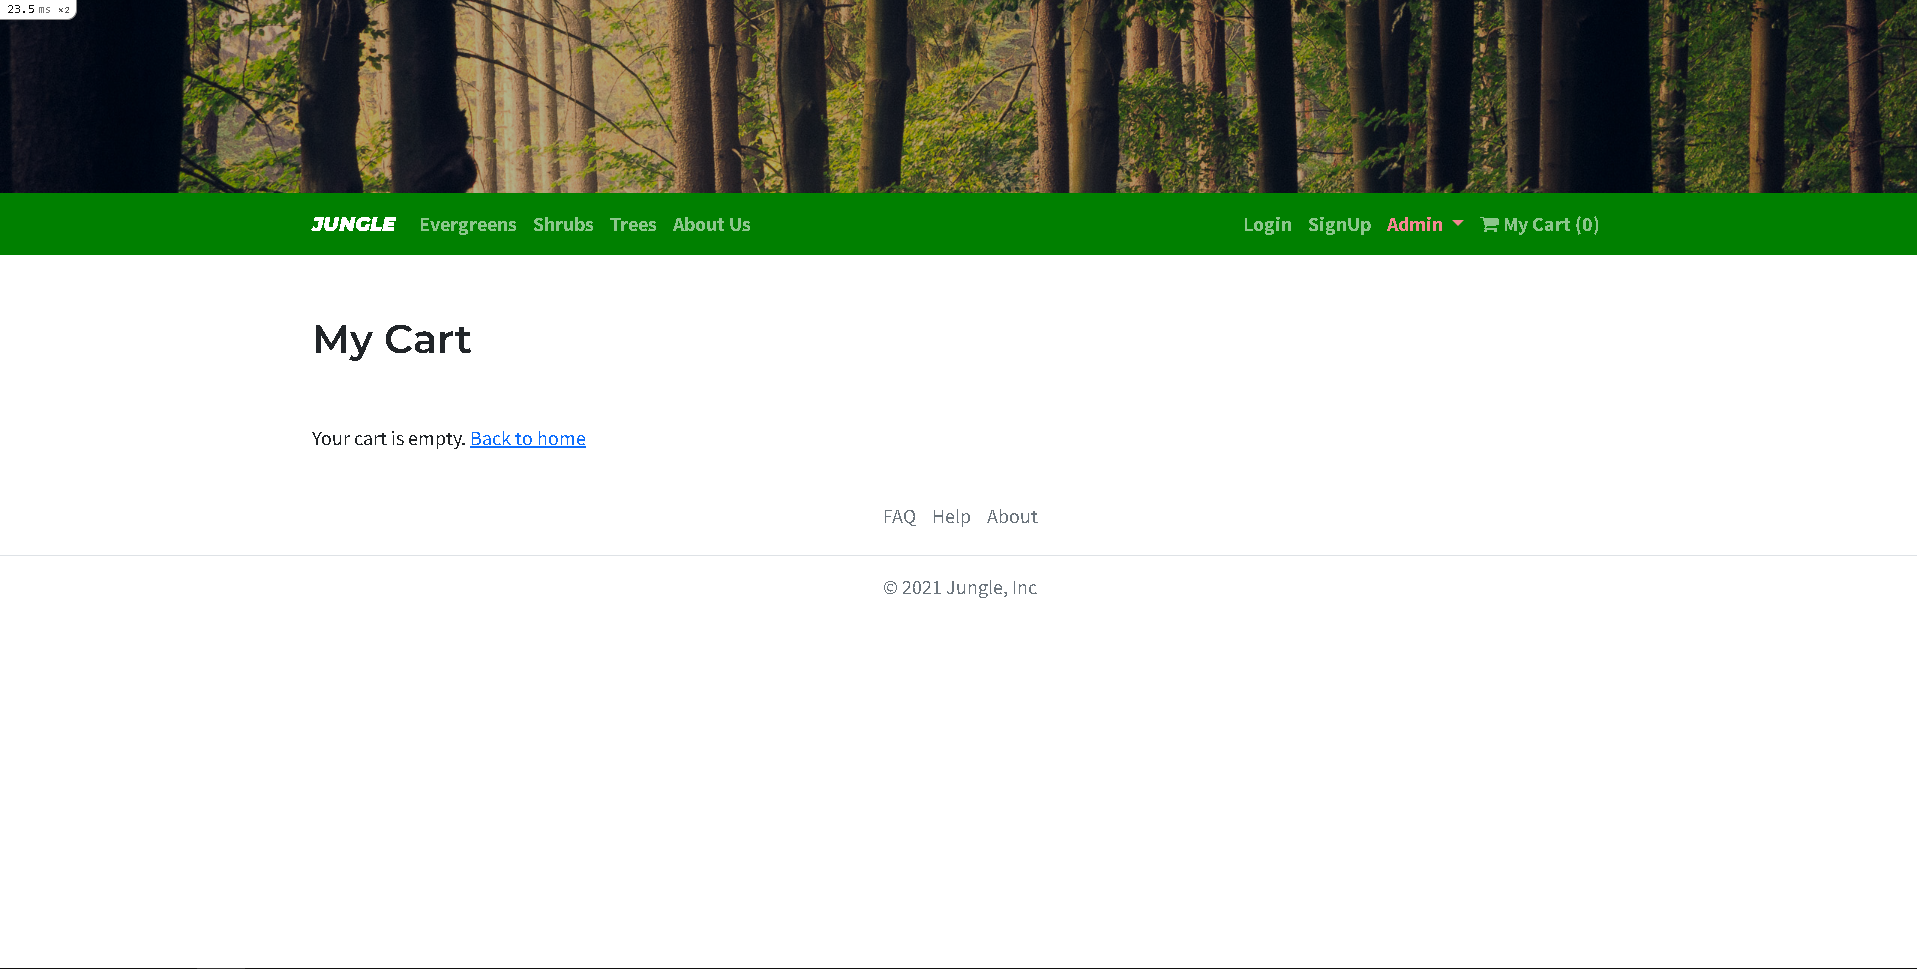 23.5 ms ×2
JUNGLE Evergreens Shrubs Trees About Us Login SignUp Admin My Cart (0)
My Cart
Your cart is empty. Back to home
FAQ Help About
© 2021 Jungle, Inc